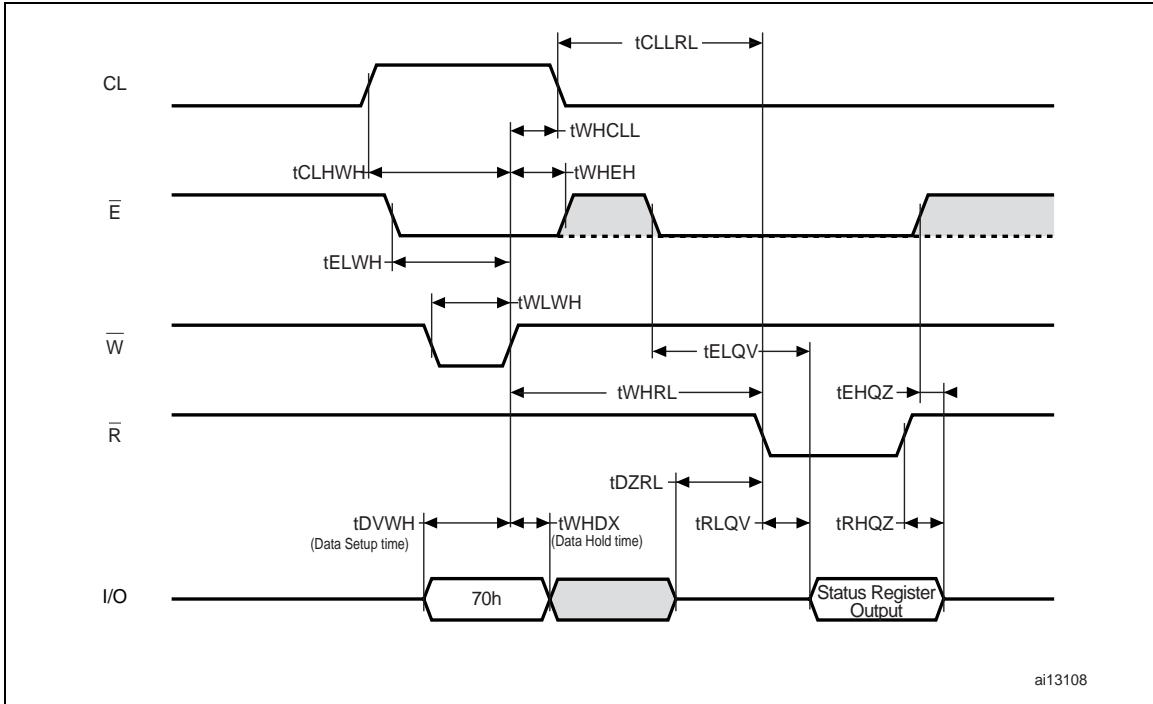 tCLLRL
CL
tWHCLL
tCLHWH
tWHEH
E
tELWH
tWLWH
W
tELQV
tWHRL
tEHQZ
R
tDZRL
tDVWH
(Data Setup time)
tWHDX
(Data Hold time)
tRLQV
tRHQZ
I/O
70h
Status Register
Output
ai13108